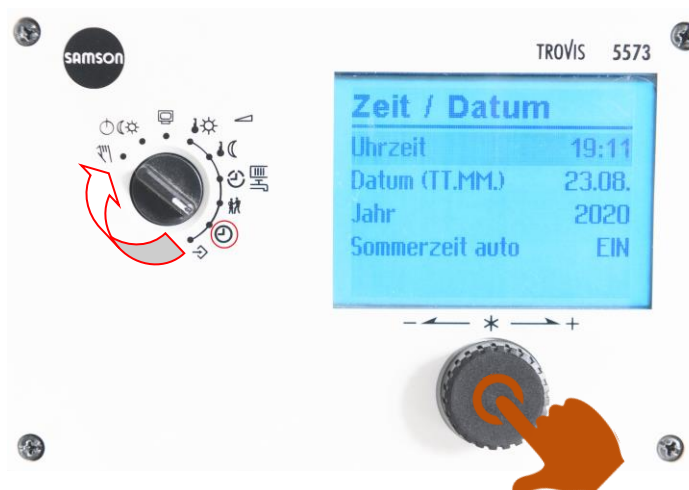 SAMSON
TROVIS 5573
Zeit / Datum
Uhrzeit 19:11
Datum (TT.MM.) 23.08.
Jahr 2020
Sommerzeit auto EIN
- * +